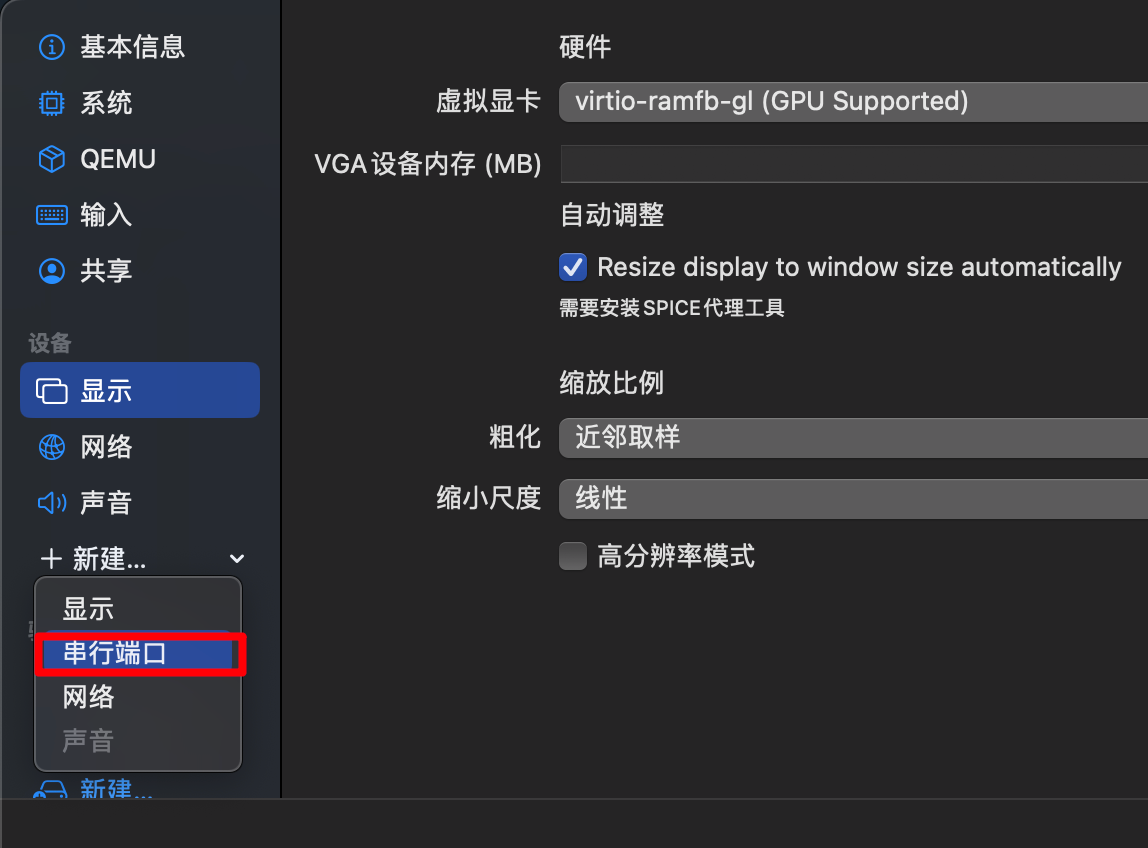 基本信息
系统
QEMU
输入
共享
设备
显示
网络
声音
新建...
显示
串行端口
网络
声音
新建...
硬件
虚拟显卡 virtio-ramfb-gl (GPU Supported)
VGA设备内存 (MB)
自动调整
Resize display to window size automatically
需要安装SPICE代理工具
缩放比例
粗化 近邻取样
缩小尺度 线性
高分辨率模式